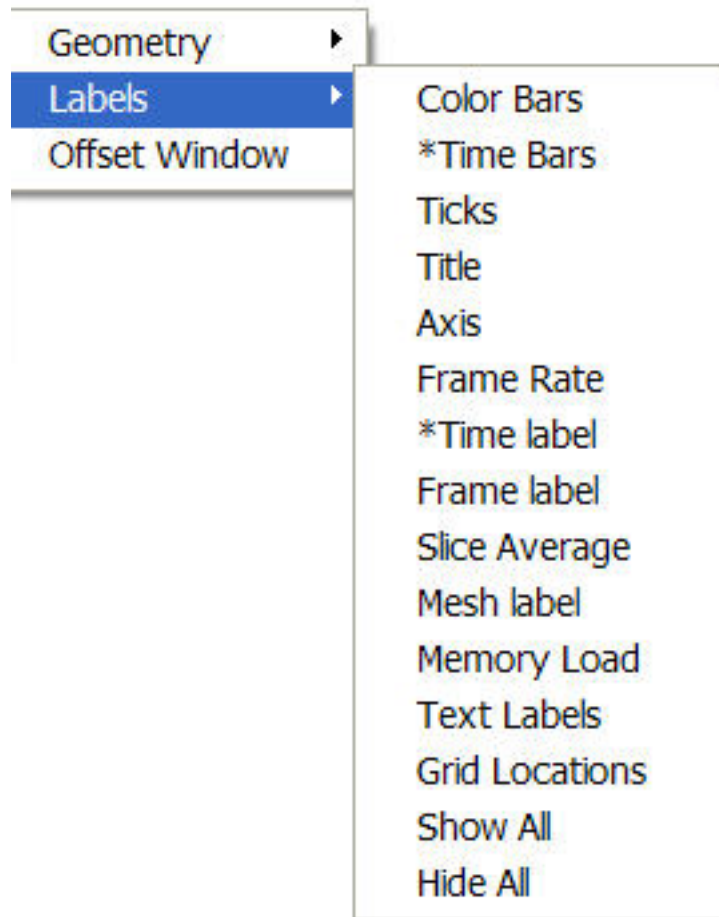 Geometry
Labels
Offset Window
Color Bars
*Time Bars
Ticks
Title
Axis
Frame Rate
*Time label
Frame label
Slice Average
Mesh label
Memory Load
Text Labels
Grid Locations
Show All
Hide All